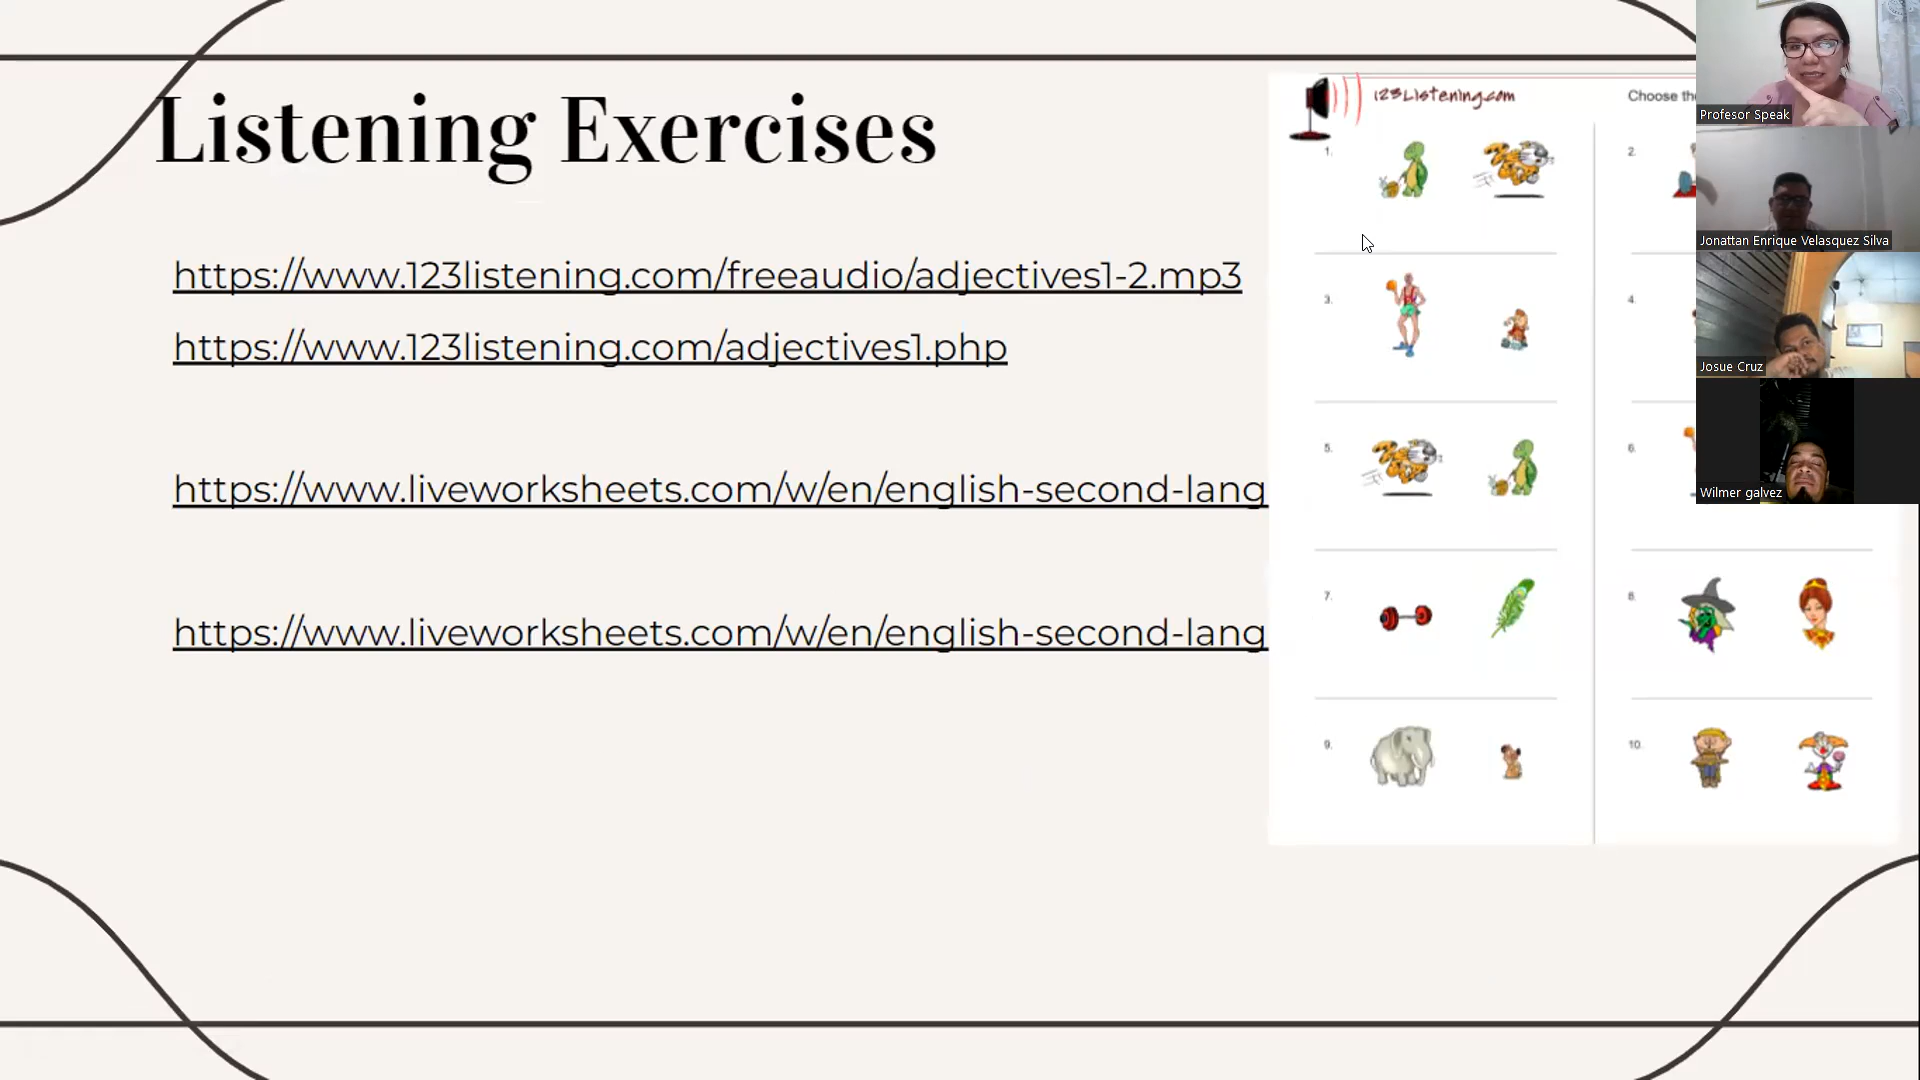 Listening Exercises
https://www.123listening.com/freeaudio/adjectives1-2.mp3
https://www.123listening.com/adjectives1.php
https://www.liveworksheets.com/w/en/english-second-lang
https://www.liveworksheets.com/w/en/english-second-lang
123Listening.com
Choose the
1.
2.
3.
4.
5.
6.
7.
8.
9.
10.
Profesor Speak
Jonattan Enrique Velasquez Silva
Josue Cruz
Wilmer galvez